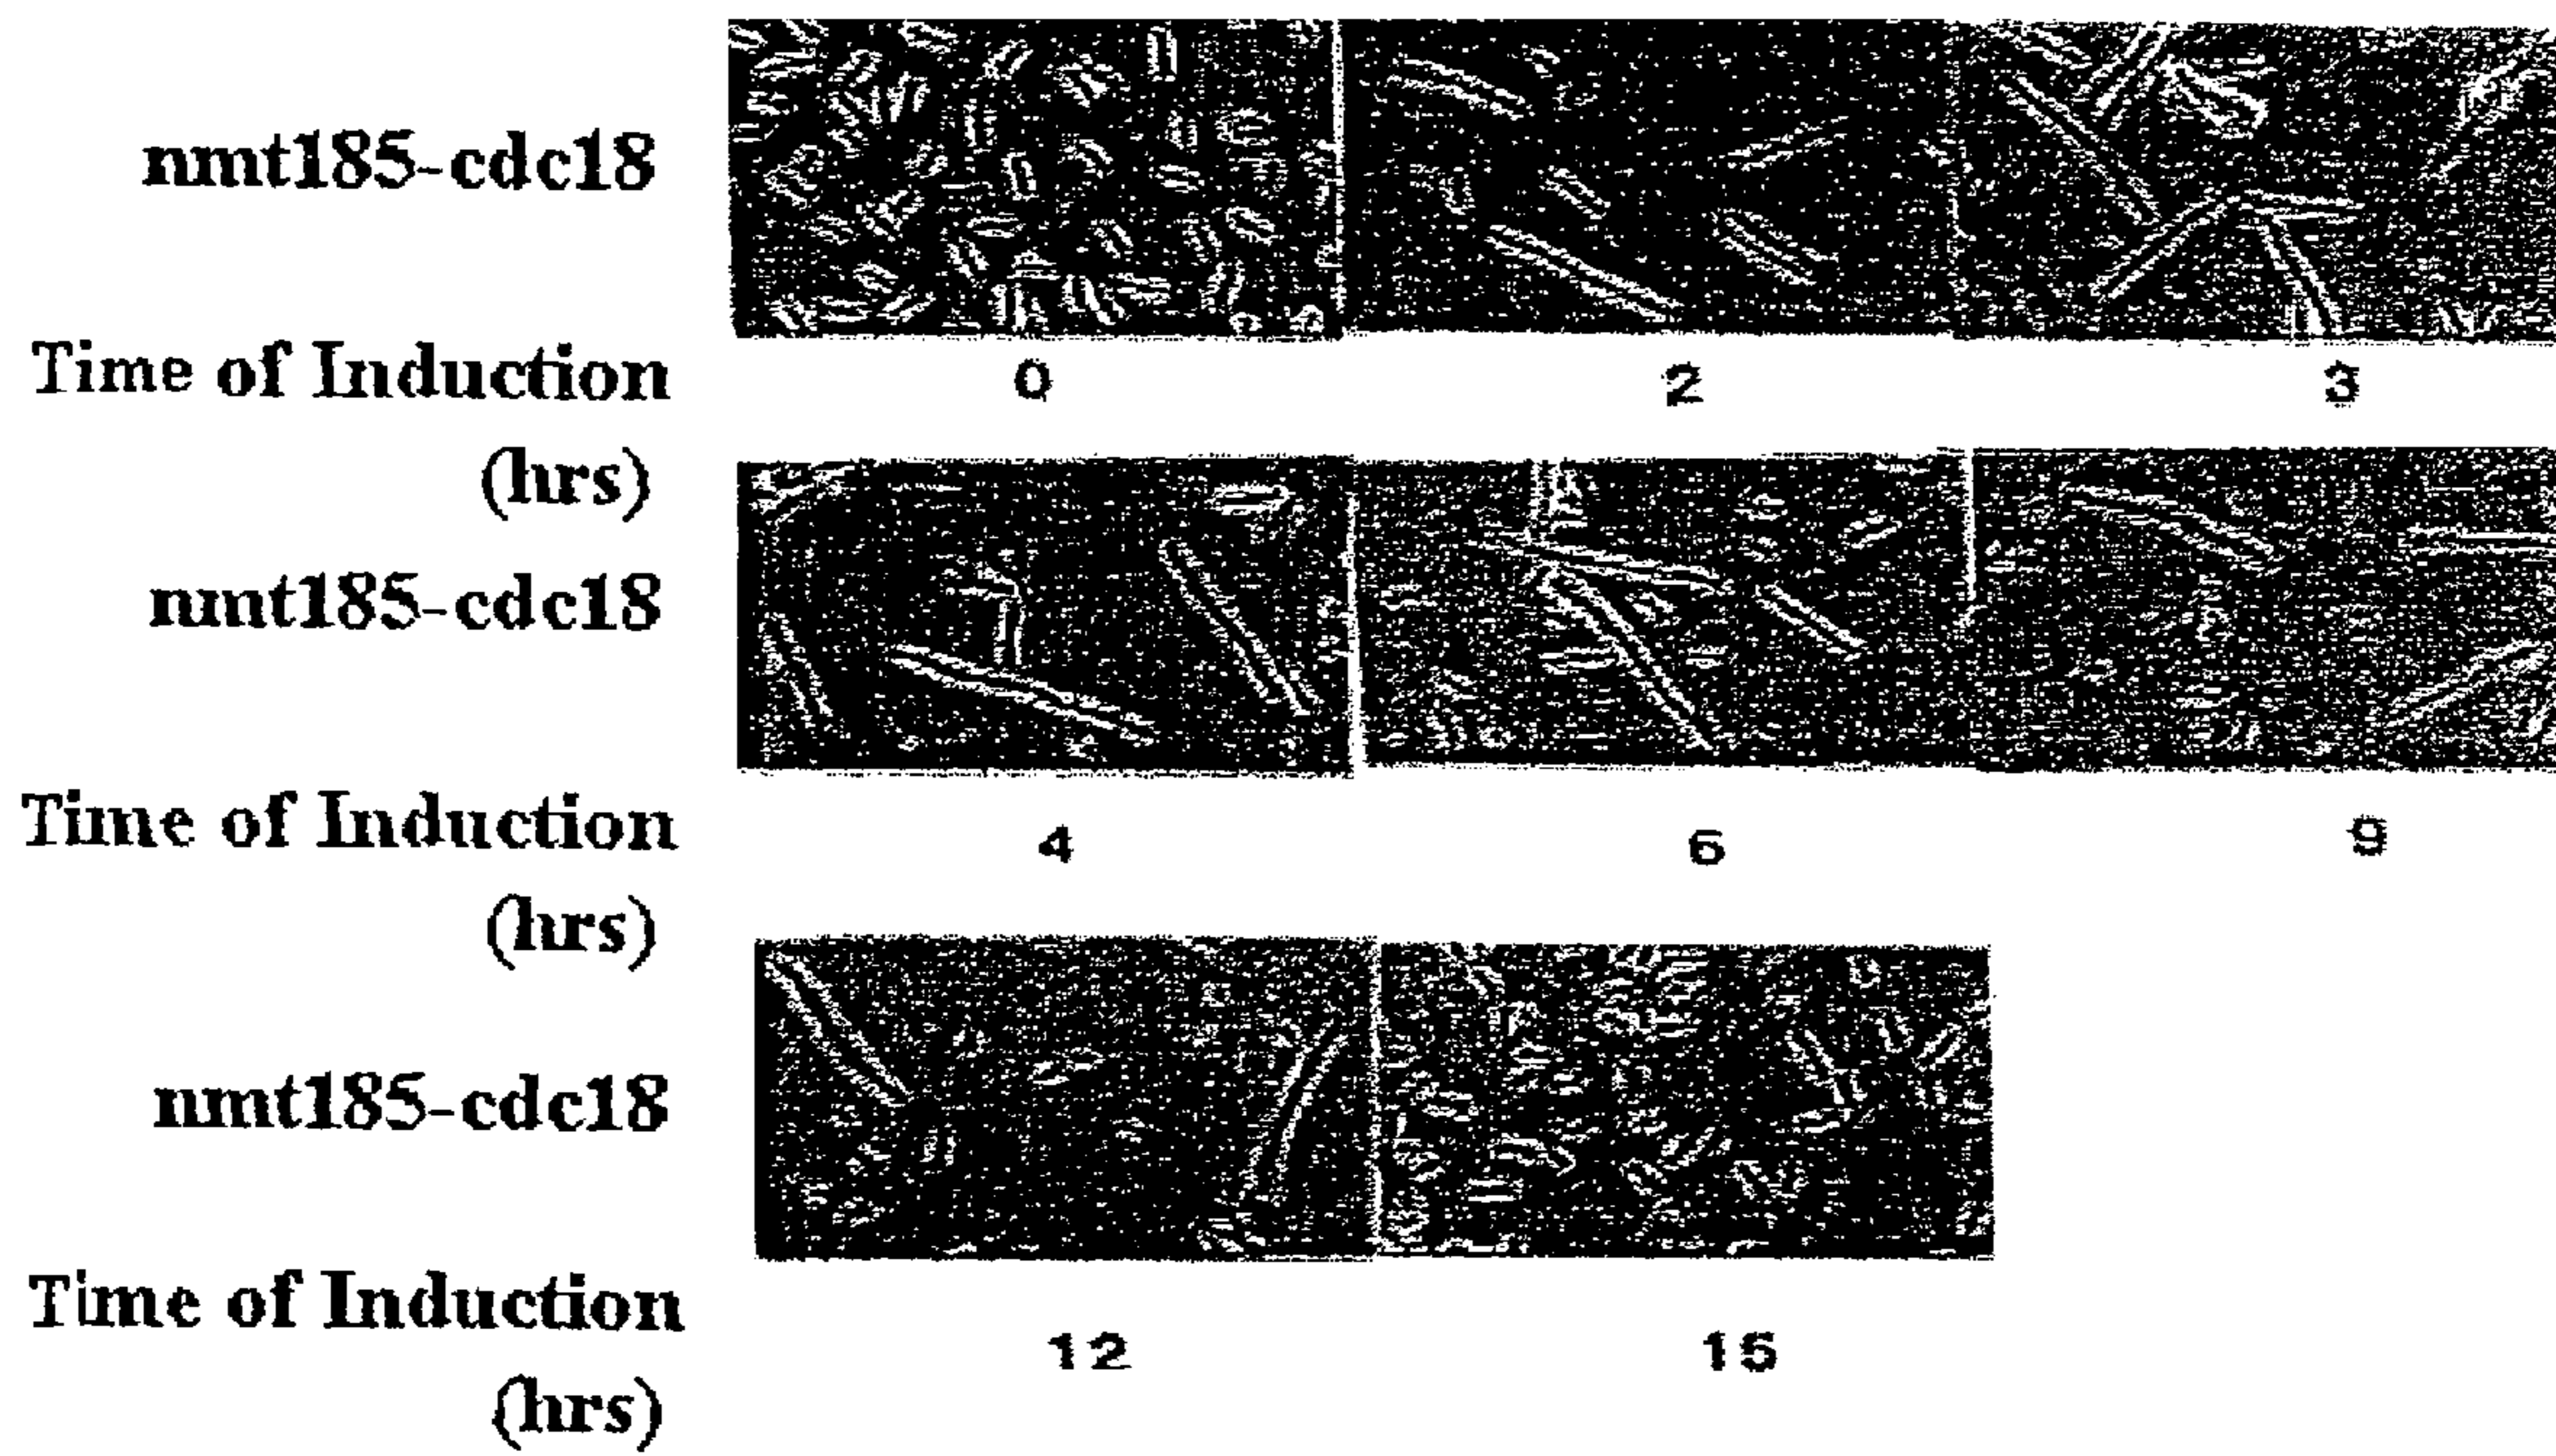 nmt185-cdc18
Time of Induction
0 2 3
(hrs)
nmt185-cdc18
Time of Induction
4 6 9
(hrs)
nmt185-cdc18
Time of Induction
12 15
(hrs)